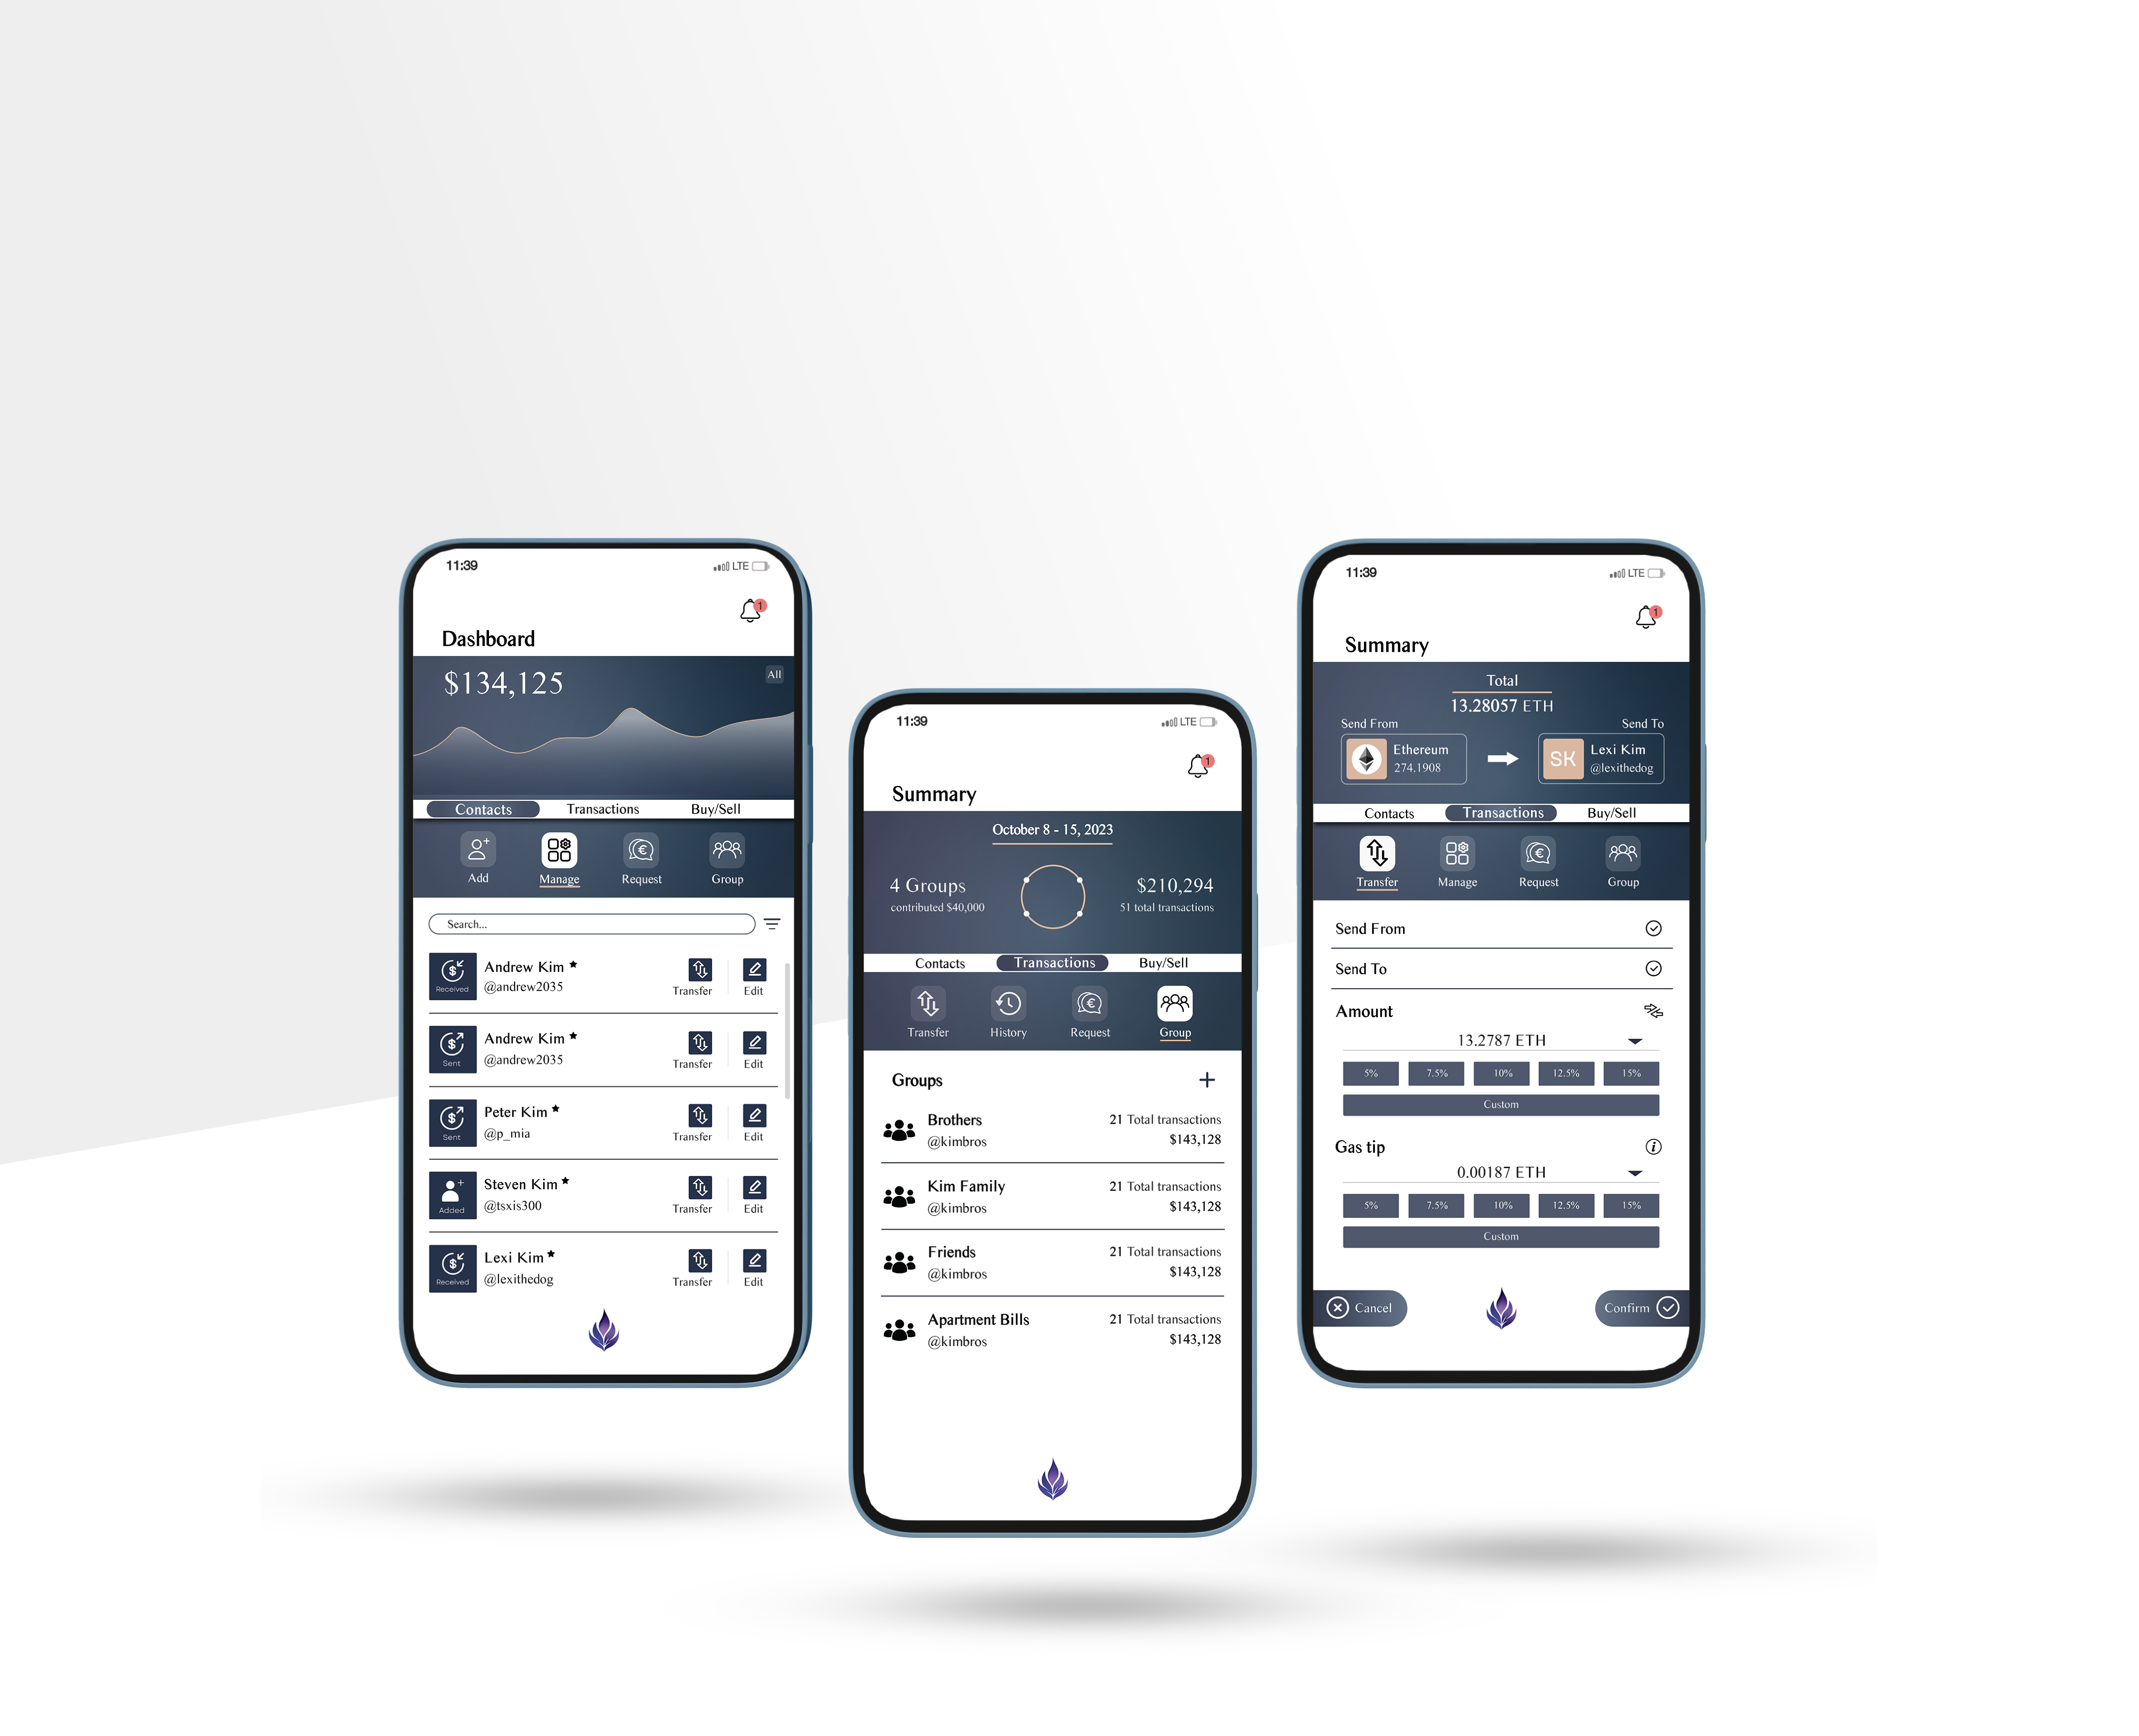 11:39
LTE
1
Dashboard
$134,125
All
Contacts Transactions Buy/Sell
Add Manage Request Group
Search...
Received
Andrew Kim
@andrew2035
Transfer Edit
Sent
Andrew Kim
@andrew2035
Transfer Edit
Sent
Peter Kim
@p_mia
Transfer Edit
Added
Steven Kim
@tsxis300
Transfer Edit
Received
Lexi Kim
@lexithedog
Transfer Edit
11:39
LTE
1
Summary
October 8 - 15, 2023
4 Groups
contributed $40,000
$210,294
51 total transactions
Contacts Transactions Buy/Sell
Transfer History Request Group
Groups
Brothers
@kimbros
21 Total transactions
$143,128
Kim Family
@kimbros
21 Total transactions
$143,128
Friends
@kimbros
21 Total transactions
$143,128
Apartment Bills
@kimbros
21 Total transactions
$143,128
11:39
LTE
1
Summary
Total
13.28057 ETH
Send From
Send To
Ethereum
274.1908
SK
Lexi Kim
@lexithedog
Contacts Transactions Buy/Sell
Transfer Manage Request Group
Send From
Send To
Amount
13.2787 ETH
5% 7.5% 10% 12.5% 15%
Custom
Gas tip
0.00187 ETH
5% 7.5% 10% 12.5% 15%
Custom
Cancel
Confirm